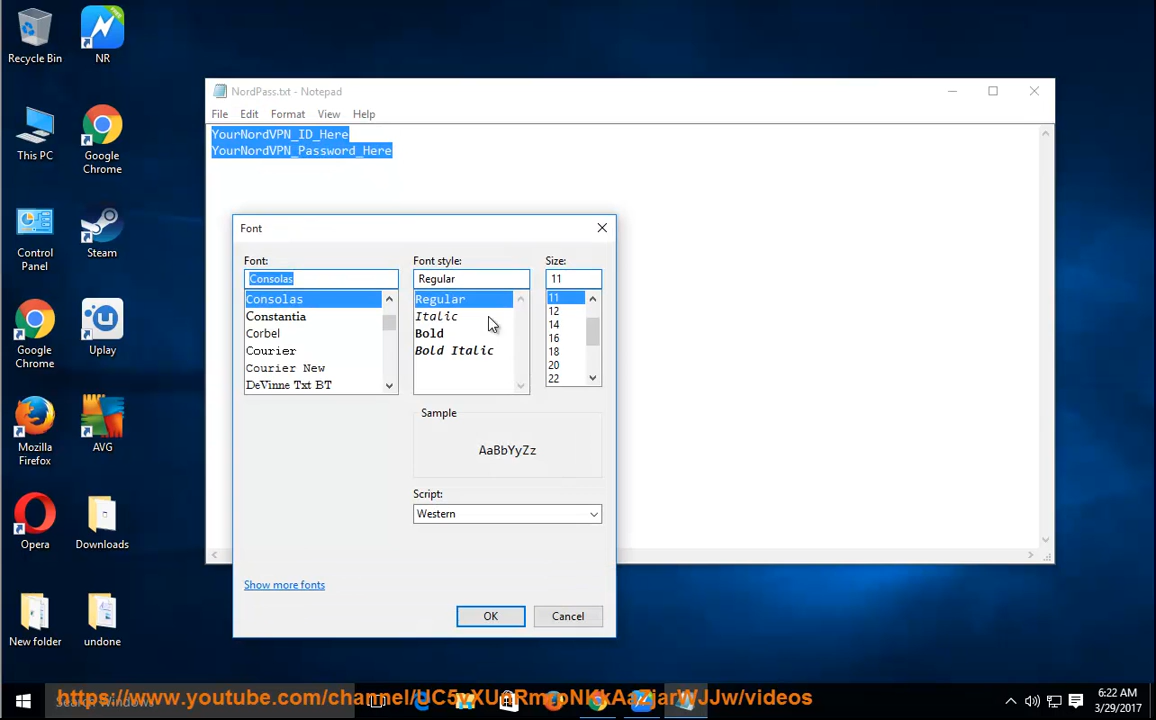 Recycle Bin
NR
FREE
This PC
Google
Chrome
Control
Panel
Steam
Google
Chrome
Uplay
Mozilla
Firefox
AVG
Opera
Downloads
New folder
undone
NordPass.txt - Notepad
File Edit Format View Help
YourNordVPN_ID_Here
YourNordVPN_Password_Here
Font
Font:
Font style:
Size:
Consolas
Regular
11
Consolas
Constantia
Corbel
Courier
Courier New
DeVinne Txt BT
Regular
Italic
Bold
Bold Italic
11
12
14
16
18
20
22
Sample
AaBbYyZz
Script:
Western
Show more fonts
OK
Cancel
Search Windows
6:22 AM
3/29/2017